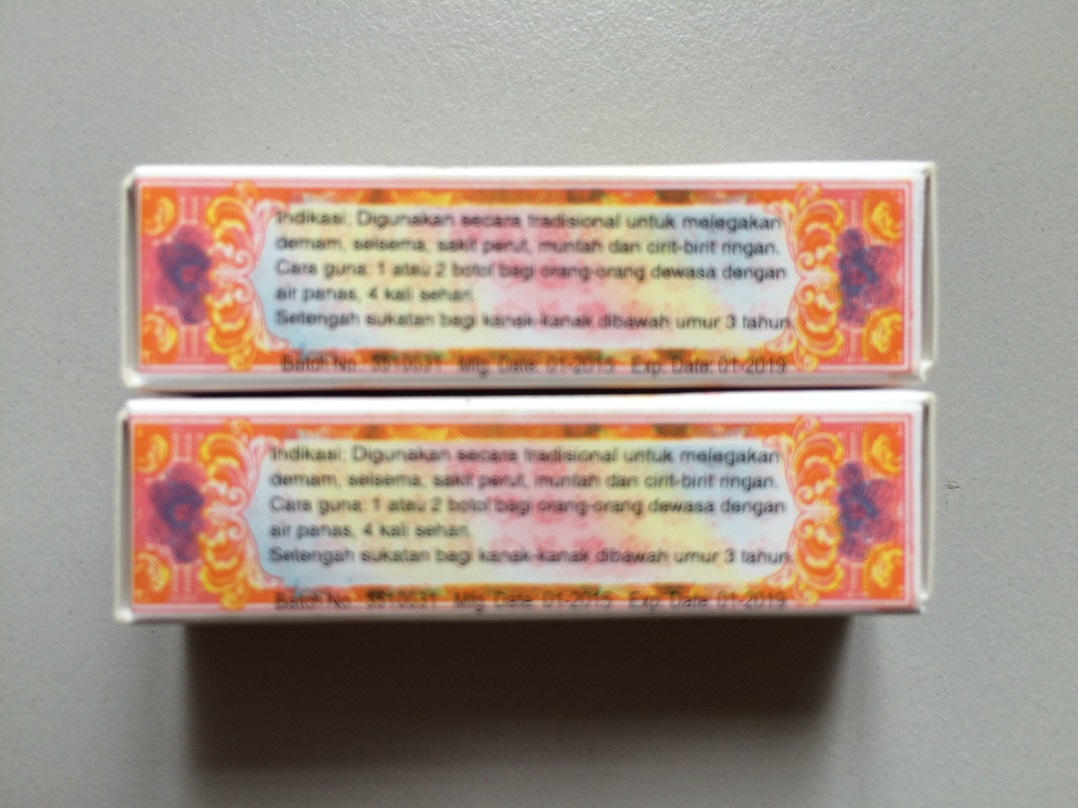 Indikasi: Digunakan secara tradisional untuk melegakan
demam, selsema, sakit perut, muntah dan cirit-birit ringan.
Cara guna: 1 atau 2 botol bagi orang-orang dewasa dengan
air panas, 4 kali sehari.
Setengah sukatan bagi kanak-kanak dibawah umur 3 tahun.
Batch No.: Mfg. Date: 01-2015 Exp. Date: 01-2019
Indikasi: Digunakan secara tradisional untuk melegakan
demam, selsema, sakit perut, muntah dan cirit-birit ringan.
Cara guna: 1 atau 2 botol bagi orang-orang dewasa dengan
air panas, 4 kali sehari.
Setengah sukatan bagi kanak-kanak dibawah umur 3 tahun.
Batch No.: Mfg. Date: 01-2015 Exp. Date: 01-2019